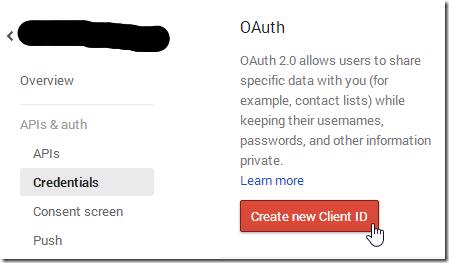 Overview
APIs & auth
APIs
Credentials
Consent screen
Push
OAuth
OAuth 2.0 allows users to share
specific data with you (for
example, contact lists) while
keeping their usernames,
passwords, and other information
private.
Learn more
Create new Client ID